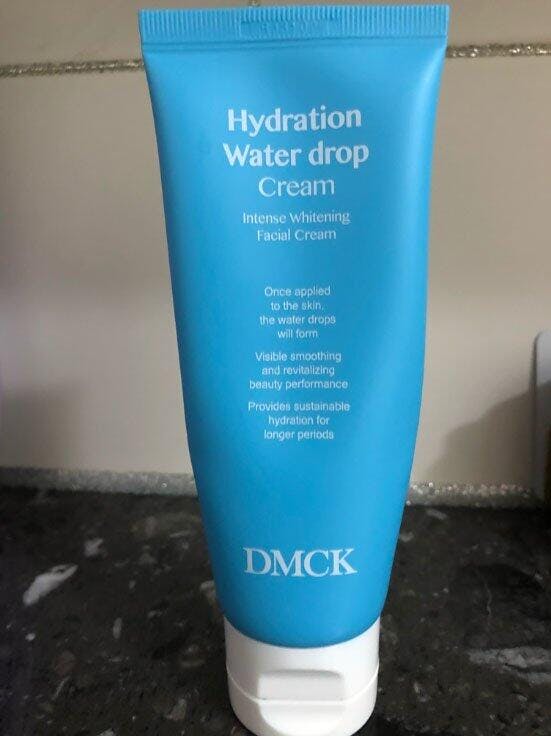 Hydration
Water drop
Cream
Intense Whitening
Facial Cream
Once applied
to the skin,
the water drops
will form
Visible smoothing
and revitalizing
beauty performance
Provides sustainable
hydration for
longer periods
DMCK